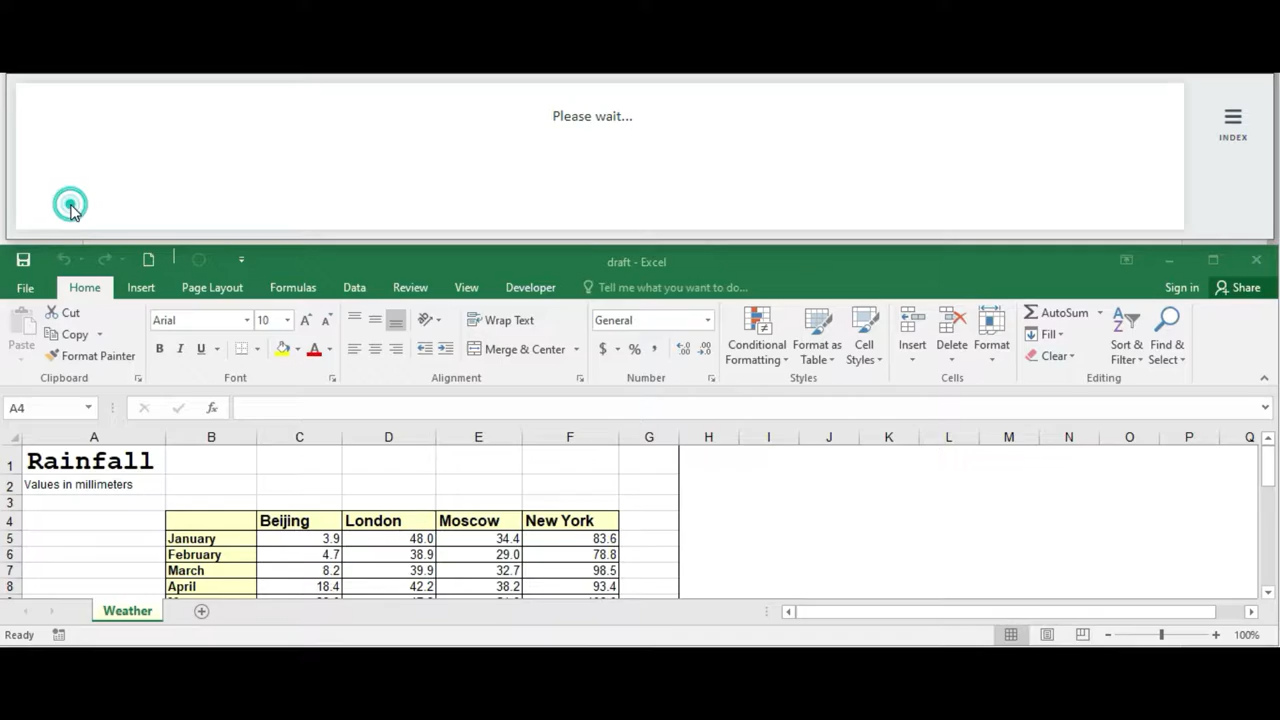 Please wait...
INDEX
draft - Excel
File Home Insert Page Layout Formulas Data Review View Developer Tell me what you want to do... Sign in Share
Paste
Cut
Copy
Format Painter
Clipboard
Arial 10
B I U
Font
Wrap Text
Merge & Center
Alignment
General
$ % ,
Number
Conditional Formatting
Format as Table
Cell Styles
Styles
Insert
Delete
Format
Cells
AutoSum
Fill
Clear
Sort & Filter
Find & Select
Editing
A4
fx
A B C D E F G H I J K L M N O P Q
1 Rainfall
2 Values in millimeters
3
4 Beijing London Moscow New York
5 January 3.9 48.0 34.4 83.6
6 February 4.7 38.9 29.0 78.8
7 March 8.2 39.9 32.7 98.5
8 April 18.4 42.2 38.2 93.4
Weather
Ready
100%